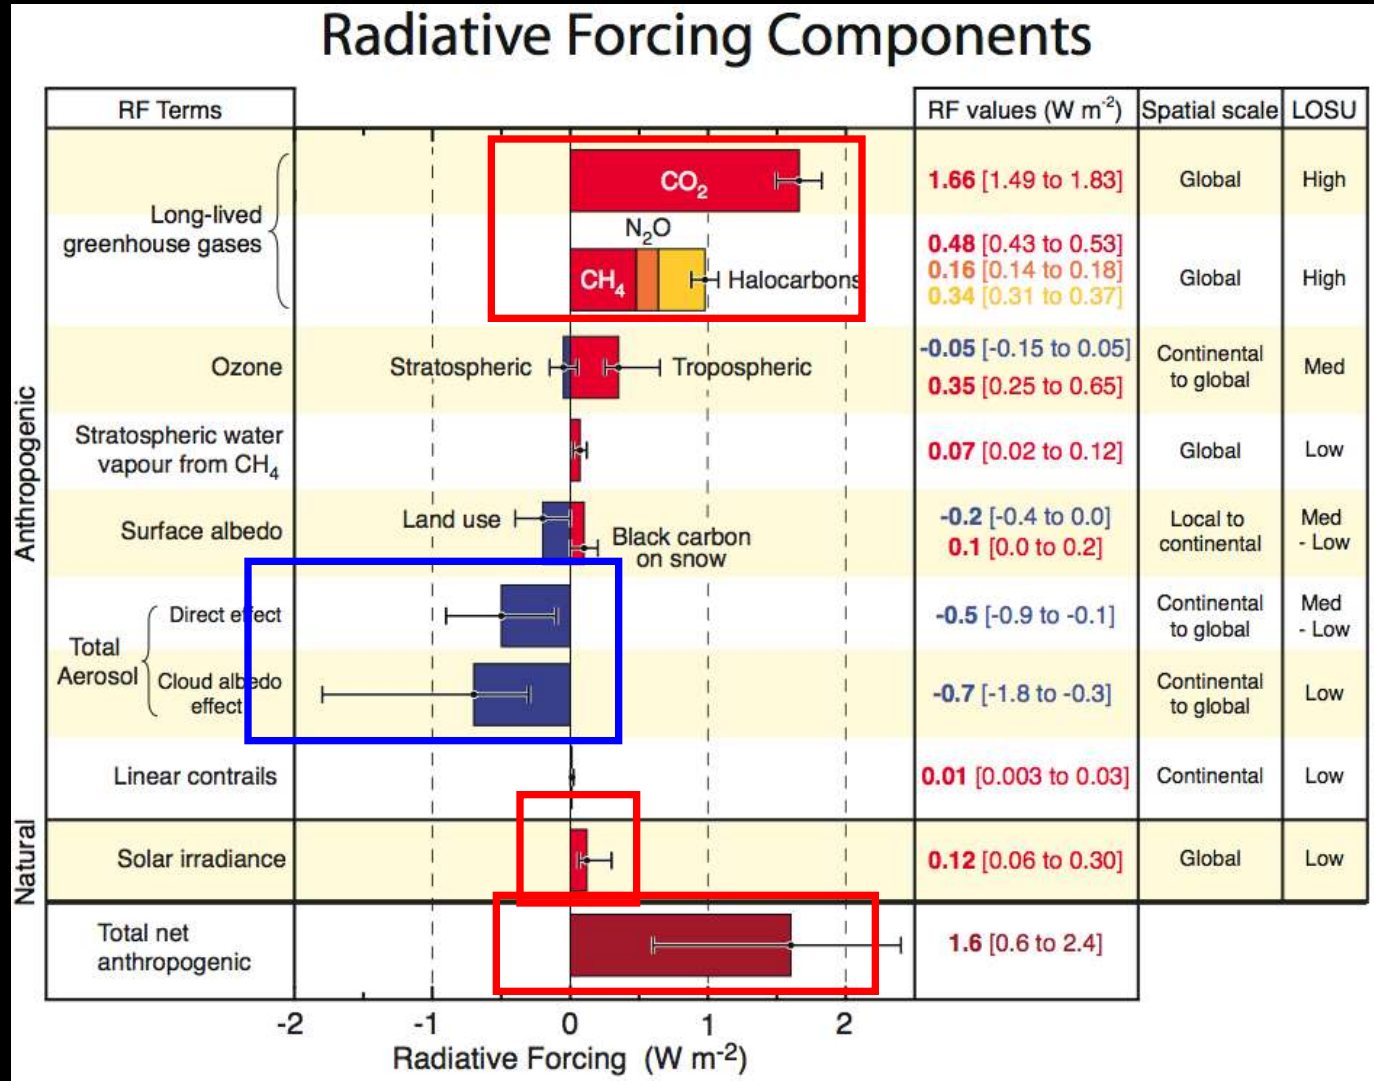 Radiative Forcing Components
RF Terms
RF values (W m-2)
Spatial scale
LOSU
Anthropogenic
Long-lived
greenhouse gases
CO2
1.66 [1.49 to 1.83]
Global
High
N2O
CH4
Halocarbons
0.48 [0.43 to 0.53]
0.16 [0.14 to 0.18]
0.34 [0.31 to 0.37]
Global
High
Ozone
Stratospheric
Tropospheric
-0.05 [-0.15 to 0.05]
0.35 [0.25 to 0.65]
Continental
to global
Med
Stratospheric water
vapour from CH4
0.07 [0.02 to 0.12]
Global
Low
Surface albedo
Land use
Black carbon
on snow
-0.2 [-0.4 to 0.0]
0.1 [0.0 to 0.2]
Local to
continental
Med
- Low
Total
Aerosol
Direct effect
-0.5 [-0.9 to -0.1]
Continental
to global
Med
- Low
Cloud albedo
effect
-0.7 [-1.8 to -0.3]
Continental
to global
Low
Linear contrails
0.01 [0.003 to 0.03]
Continental
Low
Natural
Solar irradiance
0.12 [0.06 to 0.30]
Global
Low
Total net
anthropogenic
1.6 [0.6 to 2.4]
-2 -1 0 1 2
Radiative Forcing (W m-2)